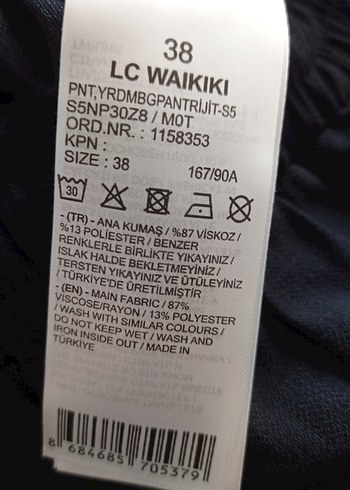 38
LC WAIKIKI
PNT,YRDMBGPANTRİJİT-S5
S5NP30Z8 / M0T
ORD.NR. : 1158353
KPN :
SIZE : 38 167/90A
30
- (TR) - ANA KUMAŞ / %87 VİSKOZ /
%13 POLİESTER / BENZER
RENKLERLE BİRLİKTE YIKAYINIZ /
ISLAK HALDE BEKLETMEYİNİZ /
TERSTEN YIKAYINIZ VE ÜTÜLEYİNİZ
/ TÜRKİYE'DE ÜRETİLMİŞTİR
- (EN) - MAIN FABRIC / 87%
VISCOSE/RAYON / 13% POLYESTER
/ WASH WITH SIMILAR COLOURS /
DO NOT KEEP WET / WASH AND
IRON INSIDE OUT / MADE IN
TÜRKİYE
8 684685 705379